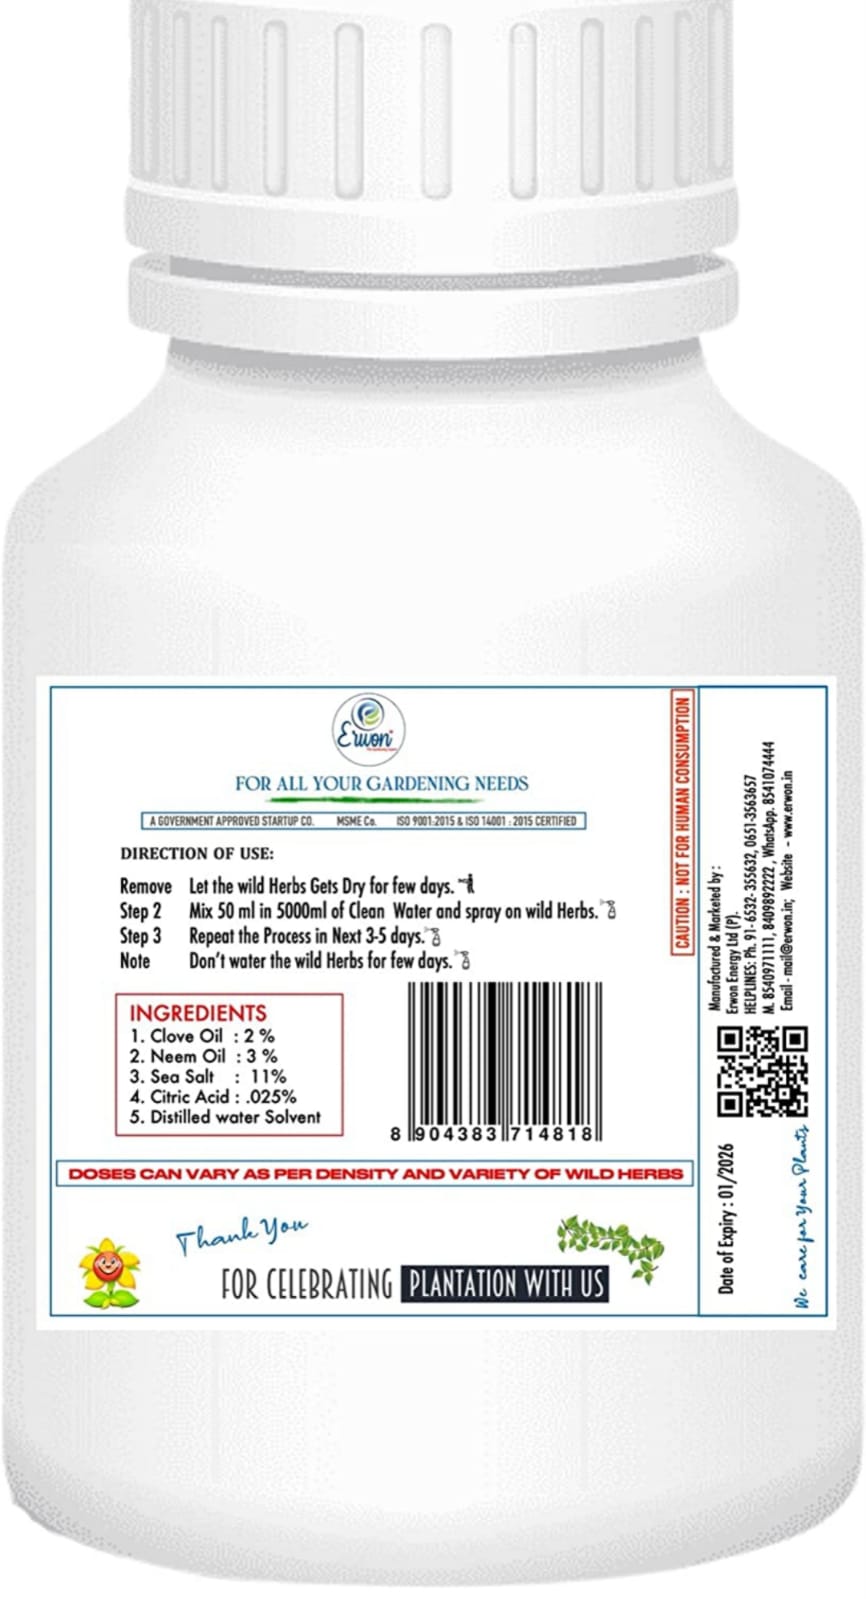 Erwon
FOR ALL YOUR GARDENING NEEDS
A GOVERNMENT APPROVED STARTUP CO. MSME Co. ISO 9001:2015 & ISO 14001 : 2015 CERTIFIED
DIRECTION OF USE:
Remove Let the wild Herbs Gets Dry for few days.
Step 2 Mix 50 ml in 5000ml of Clean Water and spray on wild Herbs.
Step 3 Repeat the Process in Next 3-5 days.
Note Don't water the wild Herbs for few days.
INGREDIENTS
1. Clove Oil : 2 %
2. Neem Oil : 3 %
3. Sea Salt : 11%
4. Citric Acid : .025%
5. Distilled water Solvent
8 904383 714818
DOSES CAN VARY AS PER DENSITY AND VARIETY OF WILD HERBS
Thank You
FOR CELEBRATING PLANTATION WITH US
CAUTION : NOT FOR HUMAN CONSUMPTION
Manufactured & Marketed by :
Erwon Energy Ltd (P).
HELPLINES: Ph. 91- 6532- 355632, 0651-3563657
M. 8540971111, 8409892222 , WhatsApp. 8541074444
Email - mail@erwon.in; Website - www.erwon.in
Date of Expiry : 01/2026
We care for Your Plants